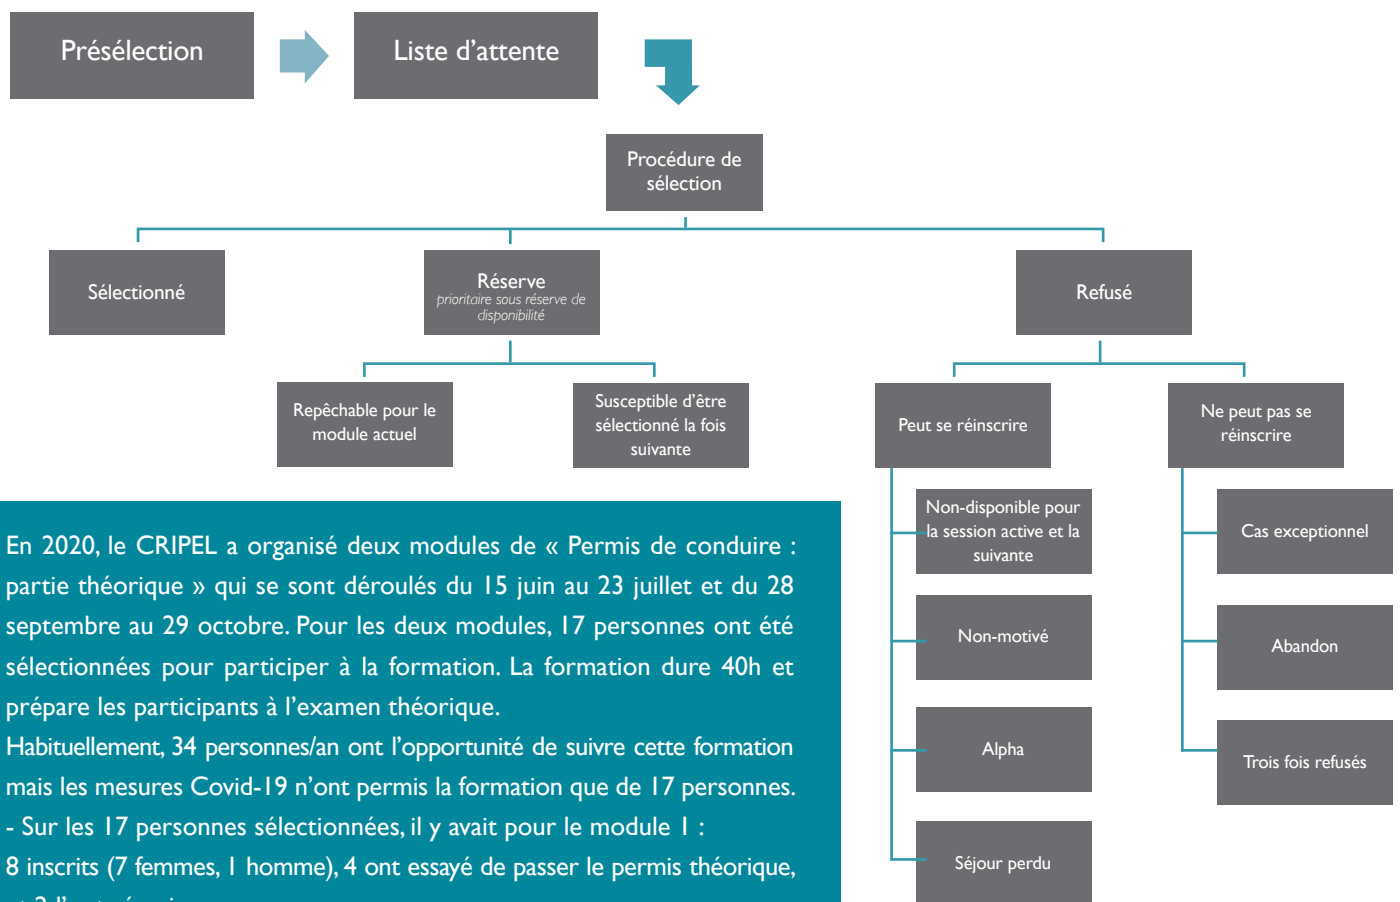 Présélection
Liste d'attente
Procédure de
sélection
Sélectionné
Réserve
prioritaire sous réserve de
disponibilité
Refusé
Repêchable pour le
module actuel
Susceptible d'être
sélectionné la fois
suivante
Peut se réinscrire
Ne peut pas se
réinscrire
Non-disponible pour
la session active et la
suivante
Non-motivé
Alpha
Séjour perdu
Cas exceptionnel
Abandon
Trois fois refusés
En 2020, le CRIPEL a organisé deux modules de « Permis de conduire :
partie théorique » qui se sont déroulés du 15 juin au 23 juillet et du 28
septembre au 29 octobre. Pour les deux modules, 17 personnes ont été
sélectionnées pour participer à la formation. La formation dure 40h et
prépare les participants à l'examen théorique.
Habituellement, 34 personnes/an ont l'opportunité de suivre cette formation
mais les mesures Covid-19 n'ont permis la formation que de 17 personnes.
- Sur les 17 personnes sélectionnées, il y avait pour le module 1 :
8 inscrits (7 femmes, 1 homme), 4 ont essayé de passer le permis théorique,